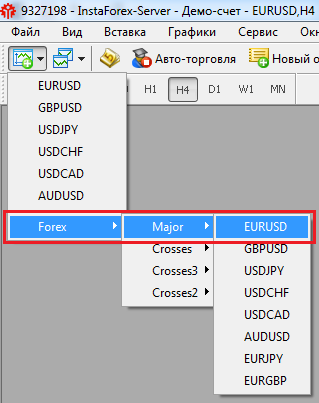 9327198 - InstaForex-Server - Демо-счет - EURUSD,H4
Файл Вид Вставка Графики Сервис
Авто-торговля Новый о
H1 H4 D1 W1 MN
EURUSD
GBPUSD
USDJPY
USDCHF
USDCAD
AUDUSD
Forex Major EURUSD
Crosses GBPUSD
Crosses3 USDJPY
Crosses2 USDCHF
USDCAD
AUDUSD
EURJPY
EURGBP